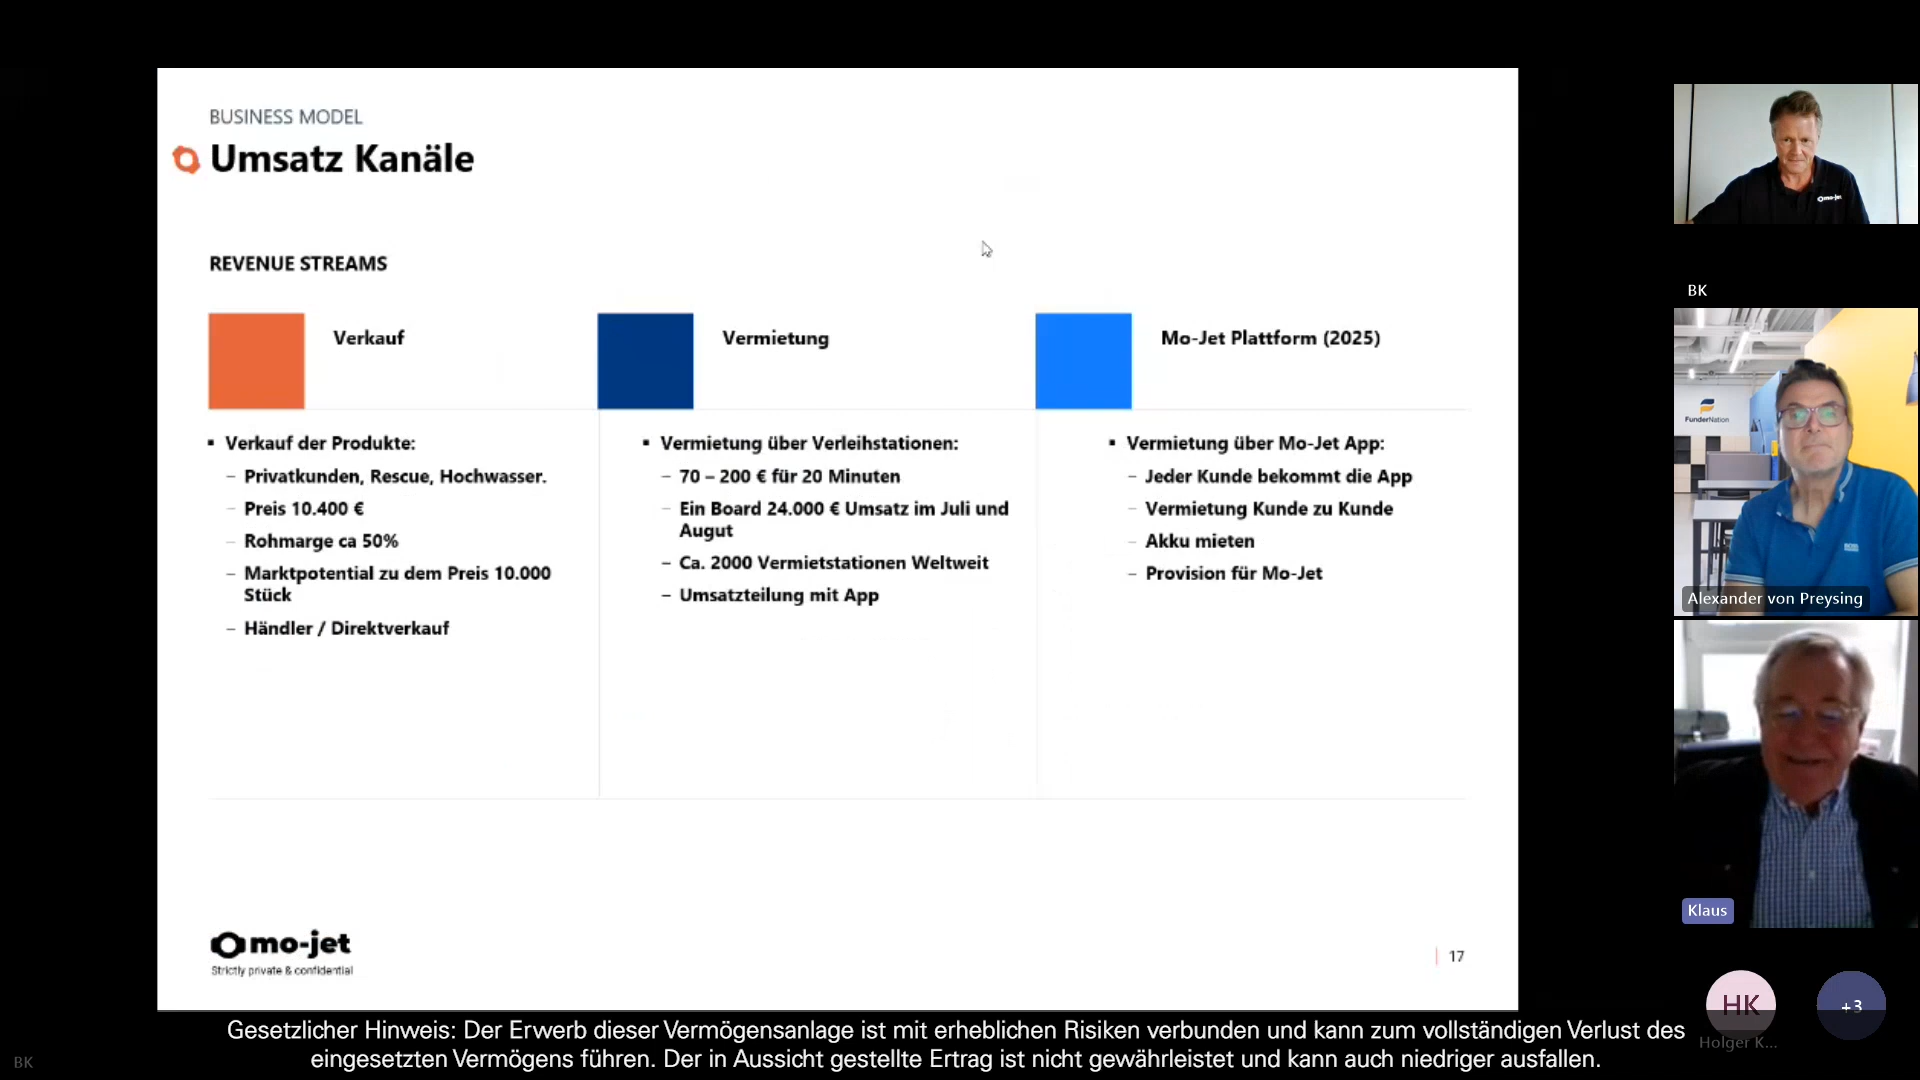 BUSINESS MODEL
Umsatz Kanäle
REVENUE STREAMS
Verkauf
Verkauf der Produkte:
– Privatkunden, Rescue, Hochwasser.
– Preis 10.400 €
– Rohmarge ca 50%
– Marktpotential zu dem Preis 10.000
Stück
– Händler / Direktverkauf
Vermietung
Vermietung über Verleihstationen:
– 70 – 200 € für 20 Minuten
– Ein Board 24.000 € Umsatz im Juli und
Augut
– Ca. 2000 Vermietstationen Weltweit
– Umsatzteilung mit App
Mo-Jet Plattform (2025)
Vermietung über Mo-Jet App:
– Jeder Kunde bekommt die App
– Vermietung Kunde zu Kunde
– Akku mieten
– Provision für Mo-Jet
mo-jet
Strictly private & confidential
17
mo-jet
BK
FunderNation
BOSS
Alexander von Preysing
Klaus
HK
+3
Holger K...
BK
Gesetzlicher Hinweis: Der Erwerb dieser Vermögensanlage ist mit erheblichen Risiken verbunden und kann zum vollständigen Verlust des
eingesetzten Vermögens führen. Der in Aussicht gestellte Ertrag ist nicht gewährleistet und kann auch niedriger ausfallen.